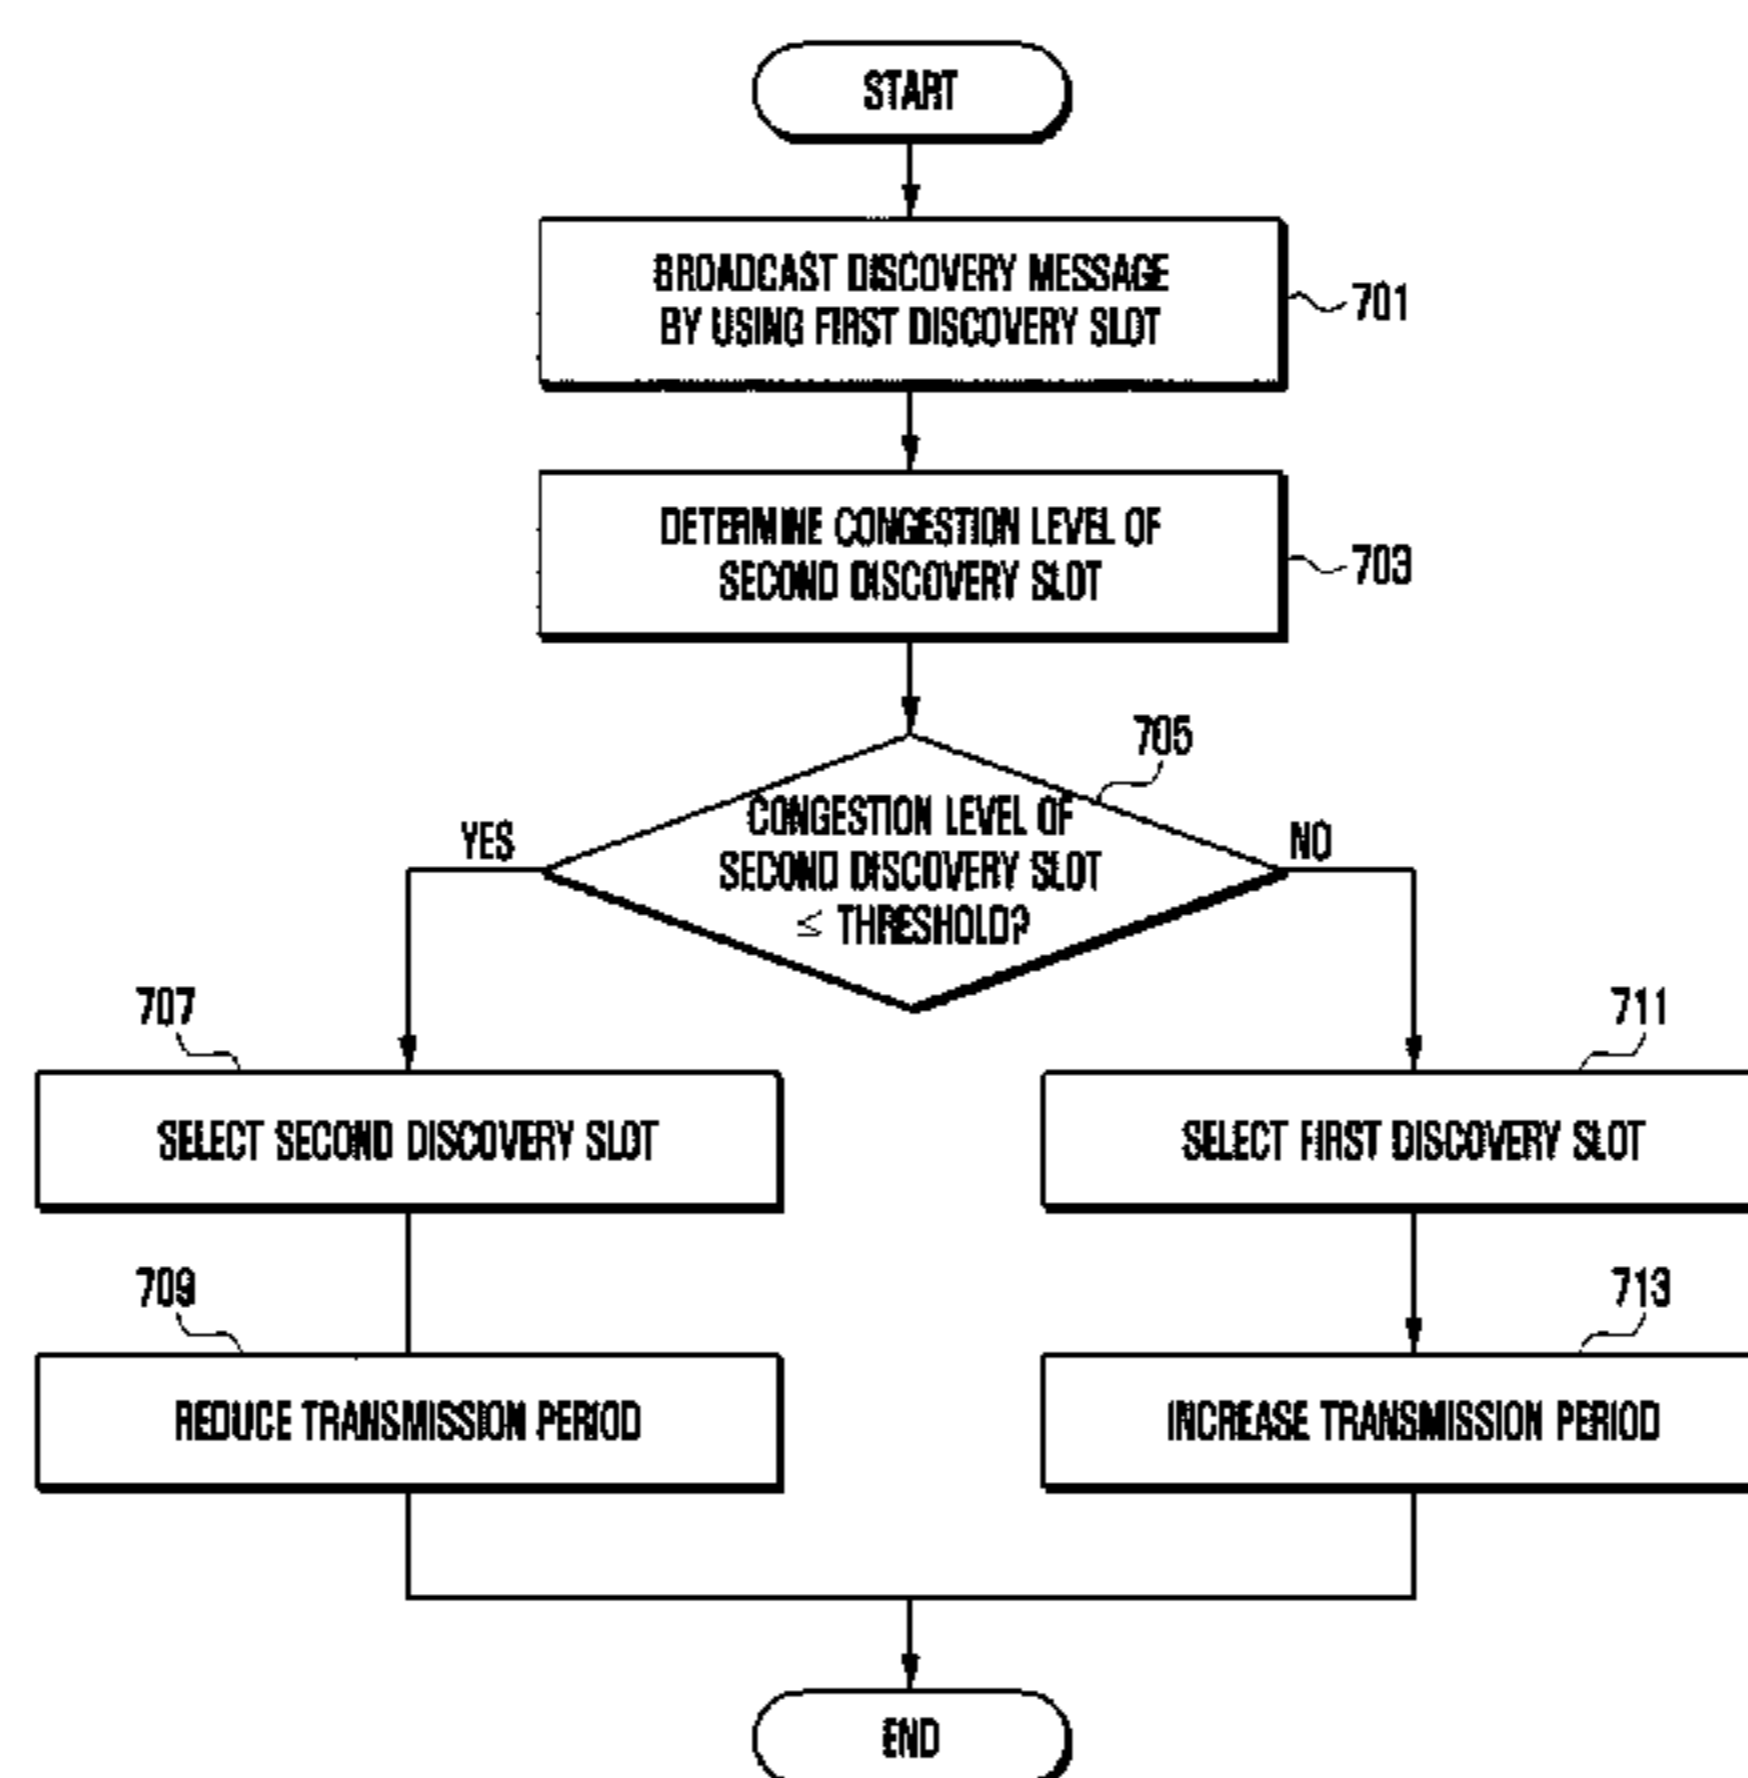 START
BROADCAST DISCOVERY MESSAGE
BY USING FIRST DISCOVERY SLOT
701
DETERMINE CONGESTION LEVEL OF
SECOND DISCOVERY SLOT
703
705
CONGESTION LEVEL OF
SECOND DISCOVERY SLOT
≤ THRESHOLD?
YES
NO
707
711
SELECT SECOND DISCOVERY SLOT
SELECT FIRST DISCOVERY SLOT
709
713
REDUCE TRANSMISSION PERIOD
INCREASE TRANSMISSION PERIOD
END